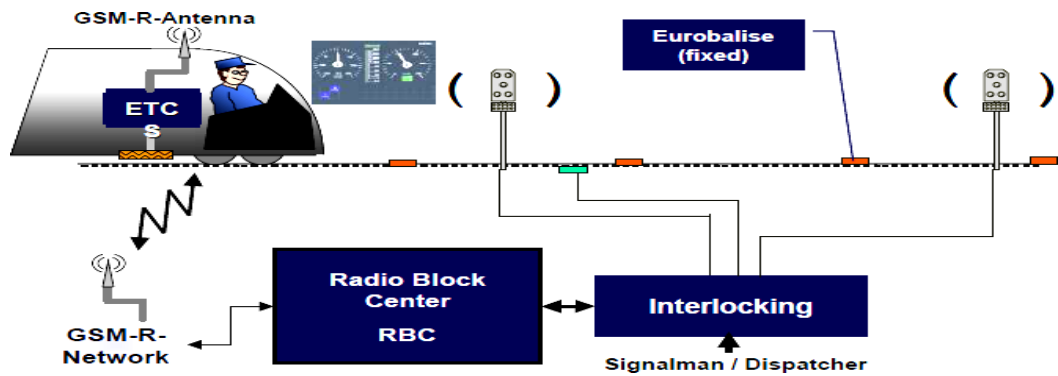 GSM-R-Antenna
ETC
S
(
)
Eurobalise
(fixed)
(
)
Radio Block
Center
RBC
Interlocking
GSM-R-
Network
Signalman / Dispatcher